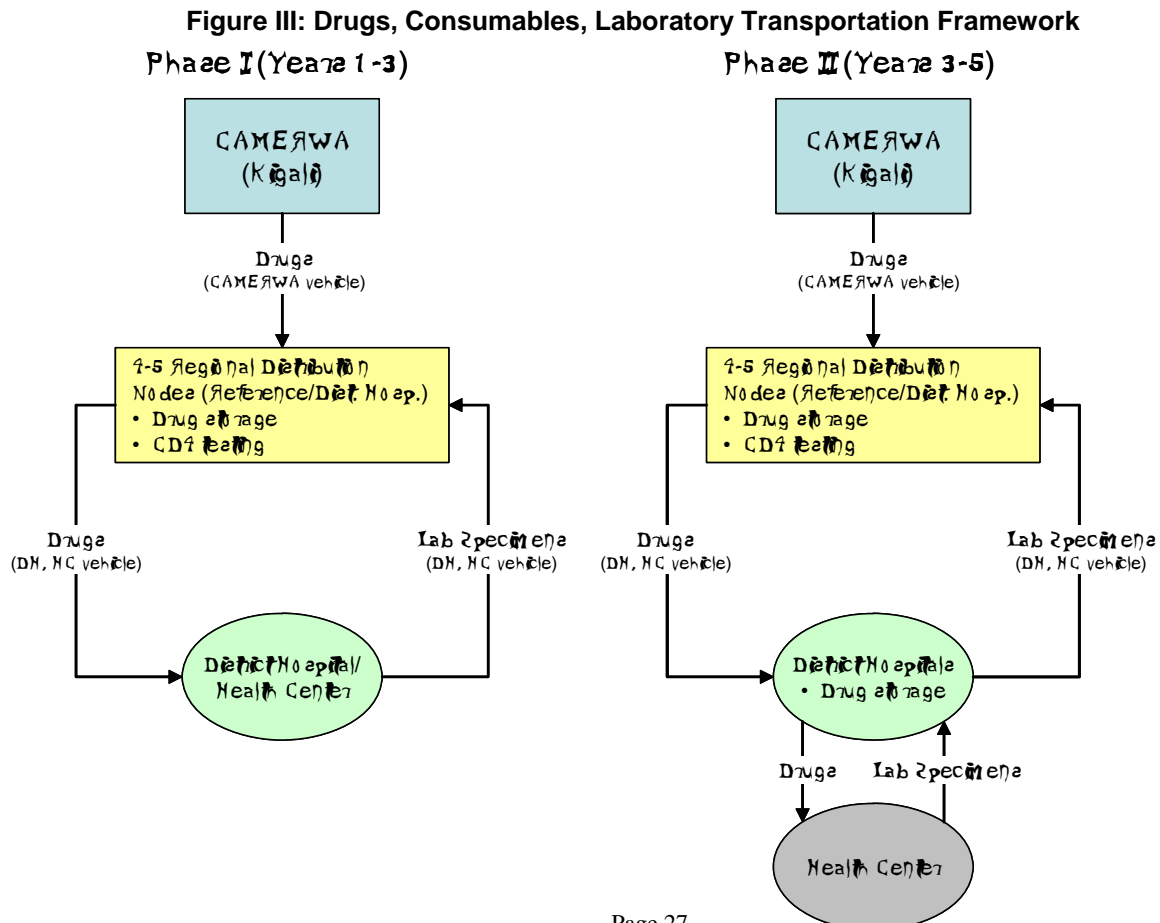 Figure III: Drugs, Consumables, Laboratory Transportation Framework
Phase I (Years 1-3)
CAMERWA
(Kigali)
Drugs
(CAMERWA vehicle)
4-5 Regional Distribution
Nodes (Reference/Dist. Hosp.)
• Drug storage
• CD4 testing
Drugs
(DH, HC vehicle)
Lab Specimens
(DH, HC vehicle)
District Hospital/
Health Center
Phase II (Years 3-5)
CAMERWA
(Kigali)
Drugs
(CAMERWA vehicle)
4-5 Regional Distribution
Nodes (Reference/Dist. Hosp.)
• Drug storage
• CD4 testing
Drugs
(DH, HC vehicle)
Lab Specimens
(DH, HC vehicle)
District Hospitals
• Drug storage
Drugs
Lab Specimens
Health Center
Page 27